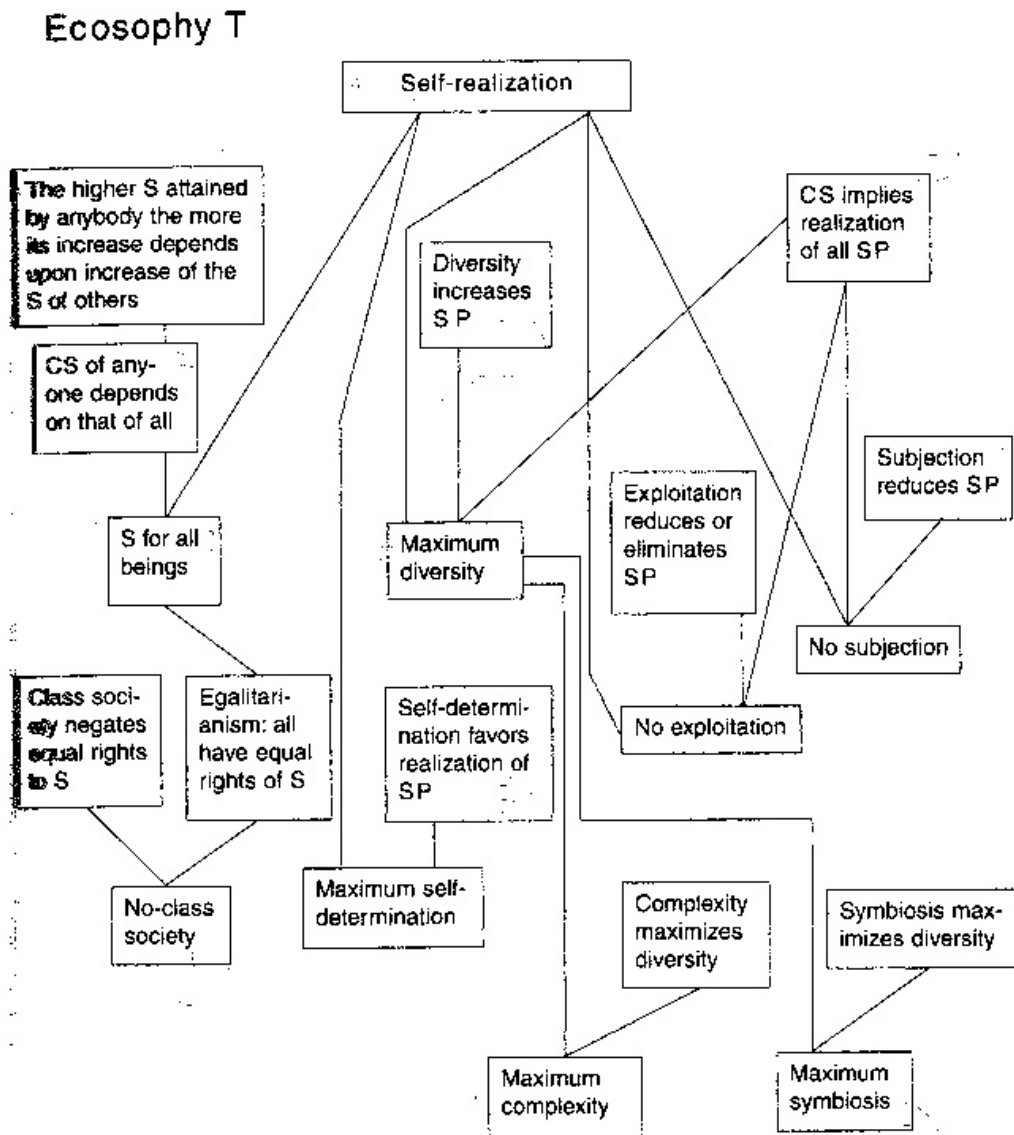 Ecosophy T
Self-realization
The higher S attained
by anybody the more
its increase depends
upon increase of the
S of others
CS implies
realization
of all SP
Diversity
increases
S P
CS of any-
one depends
on that of all
Subjection
reduces SP
Exploitation
reduces or
eliminates
SP
S for all
beings
Maximum
diversity
No subjection
Class soci-
ety negates
equal rights
to S
Egalitari-
anism: all
have equal
rights of S
Self-determi-
nation favors
realization of
SP
No exploitation
No-class
society
Maximum self-
determination
Complexity
maximizes
diversity
Symbiosis max-
imizes diversity
Maximum
complexity
Maximum
symbiosis